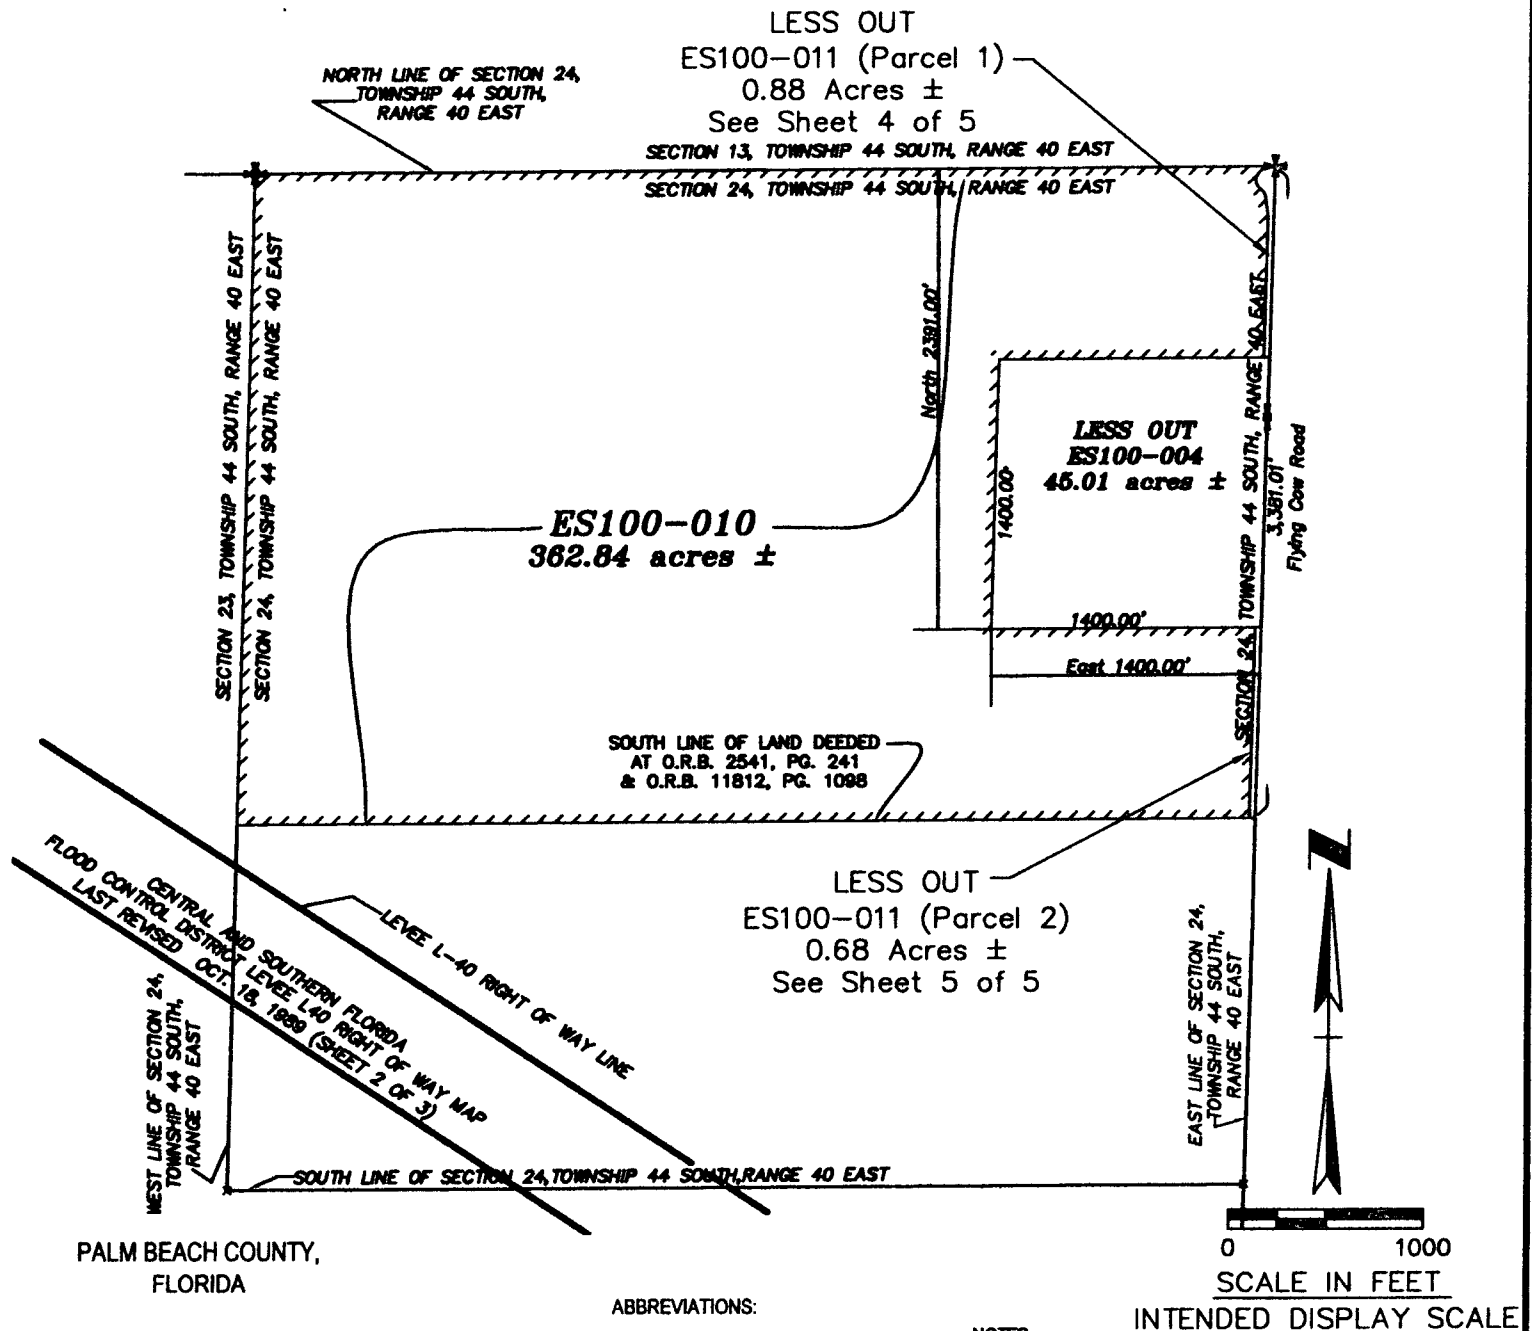 LESS OUT
ES100-011 (Parcel 1)
0.88 Acres ±
See Sheet 4 of 5
NORTH LINE OF SECTION 24,
TOWNSHIP 44 SOUTH,
RANGE 40 EAST
SECTION 13, TOWNSHIP 44 SOUTH, RANGE 40 EAST
SECTION 24, TOWNSHIP 44 SOUTH, RANGE 40 EAST
SECTION 23, TOWNSHIP 44 SOUTH, RANGE 40 EAST
SECTION 24, TOWNSHIP 44 SOUTH, RANGE 40 EAST
North 2391.00'
SECTION 24, TOWNSHIP 44 SOUTH, RANGE 40 EAST
3,381.01'
Flying Cow Road
LESS OUT
ES100-004
45.01 acres ±
1400.00'
1400.00'
East 1400.00'
ES100-010
362.84 acres ±
SOUTH LINE OF LAND DEEDED
AT O.R.B. 2541, PG. 241
& O.R.B. 11812, PG. 1098
LESS OUT
ES100-011 (Parcel 2)
0.68 Acres ±
See Sheet 5 of 5
LEVEE L-40 RIGHT OF WAY LINE
CENTRAL AND SOUTHERN FLORIDA
FLOOD CONTROL DISTRICT LEVEE L40 RIGHT OF WAY MAP
LAST REVISED OCT. 18, 1989 (SHEET 2 OF 3)
WEST LINE OF SECTION 24,
TOWNSHIP 44 SOUTH,
RANGE 40 EAST
EAST LINE OF SECTION 24,
TOWNSHIP 44 SOUTH,
RANGE 40 EAST
SOUTH LINE OF SECTION 24, TOWNSHIP 44 SOUTH, RANGE 40 EAST
N
PALM BEACH COUNTY,
FLORIDA
0 1000
SCALE IN FEET
INTENDED DISPLAY SCALE
ABBREVIATIONS: